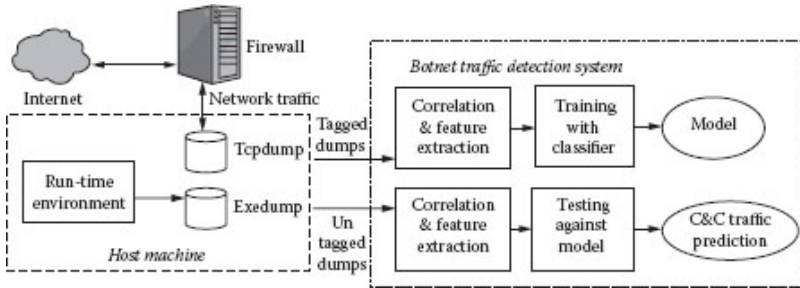 Firewall
Internet
Network traffic
Tcpdump
Run-time
environment
Exedump
Host machine
Tagged
dumps
Un
tagged
dumps
Botnet traffic detection system
Correlation
& feature
extraction
Training
with
classifier
Model
Correlation
& feature
extraction
Testing
against
model
C&C traffic
prediction